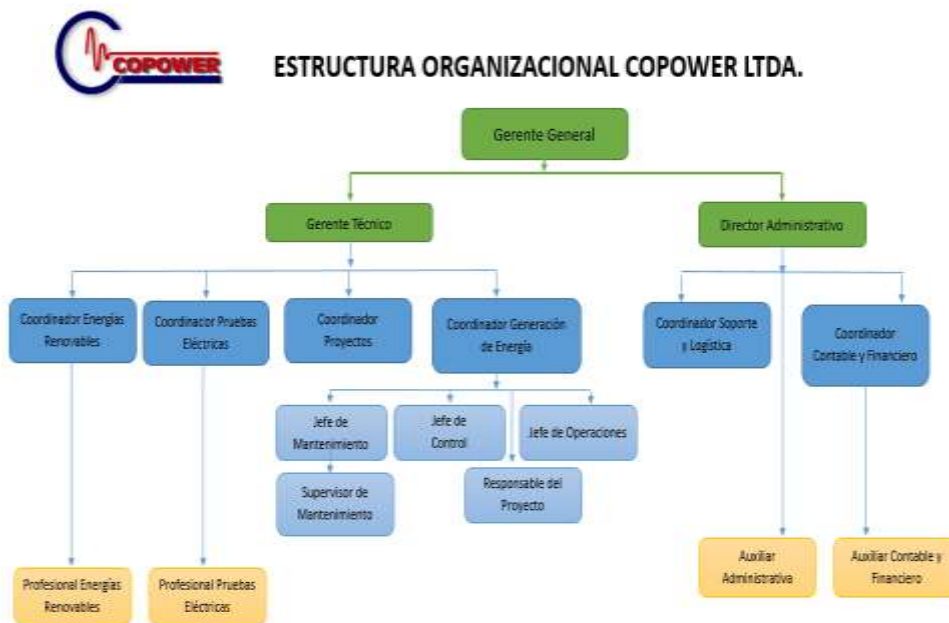 COPOWER
ESTRUCTURA ORGANIZACIONAL COPOWER LTDA.
Gerente General
Gerente Técnico
Director Administrativo
Coordinador Energías
Renovables
Coordinacor Pruebas
Eléctricas
Coordinador
Proyectos
Coordinador Generación
de Energía
Coordinador Soporte
y Logística
Coordinador
Contable y Financiero
Jefe de
Mantenimiento
Jefe de
Control
Jefe de Operaciones
Supervisor de
Mantenimiento
Responsable del
Proyecto
Profesional Energías
Renovables
Profesional Pruebas
Eléctricas
Auxiliar
Administrativa
Auxiliar Contable y
Financiero